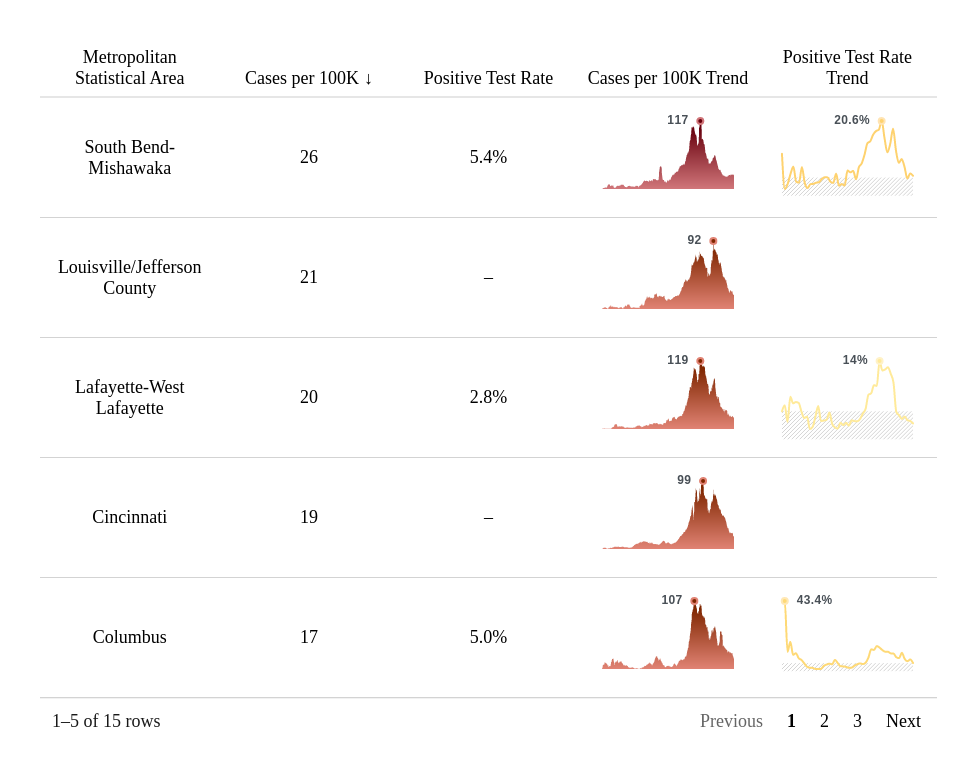 Metropolitan
Statistical Area
Cases per 100K ↓
Positive Test Rate
Cases per 100K Trend
Positive Test Rate
Trend
South Bend-
Mishawaka
26
5.4%
117
20.6%
Louisville/Jefferson
County
21
–
92
Lafayette-West
Lafayette
20
2.8%
119
14%
Cincinnati
19
–
99
Columbus
17
5.0%
107
43.4%
1–5 of 15 rows
Previous 1 2 3 Next